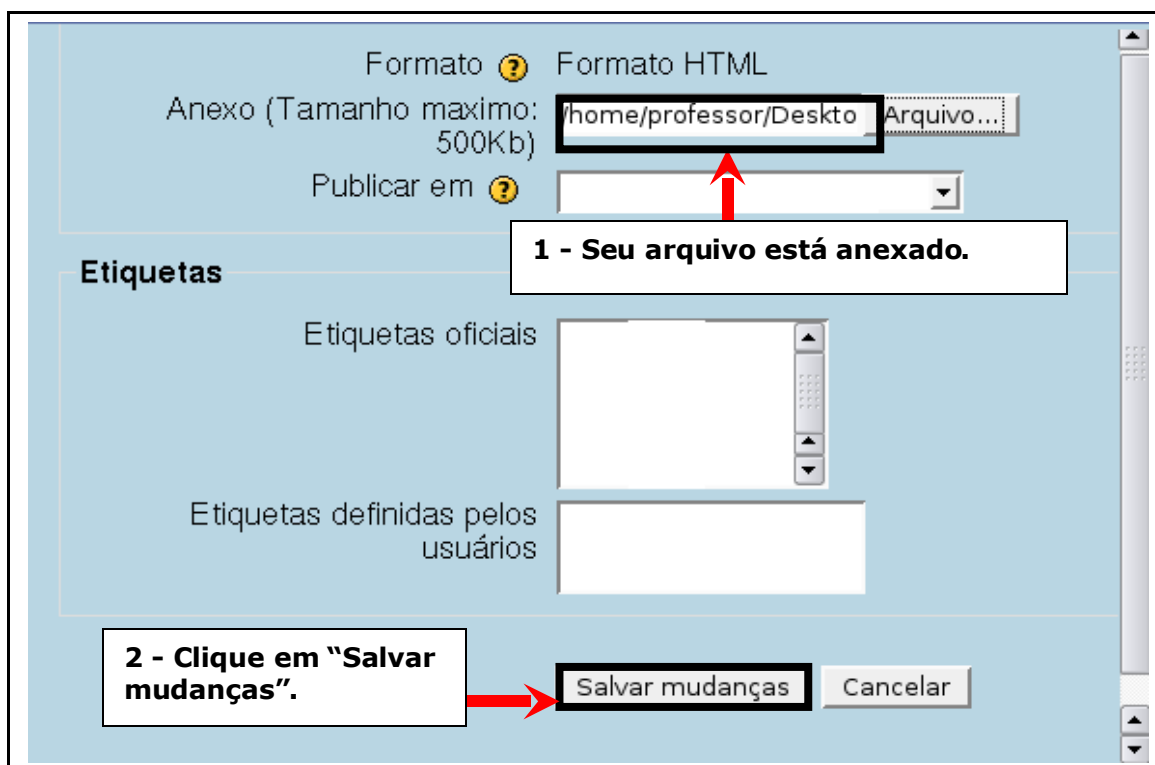 Formato ? Formato HTML
Anexo (Tamanho maximo: 500Kb) /home/professor/Deskto Arquivo...
Publicar em ?
1 - Seu arquivo está anexado.
Etiquetas
Etiquetas oficiais
Etiquetas definidas pelos
usuários
2 - Clique em “Salvar
mudanças”.
Salvar mudanças Cancelar